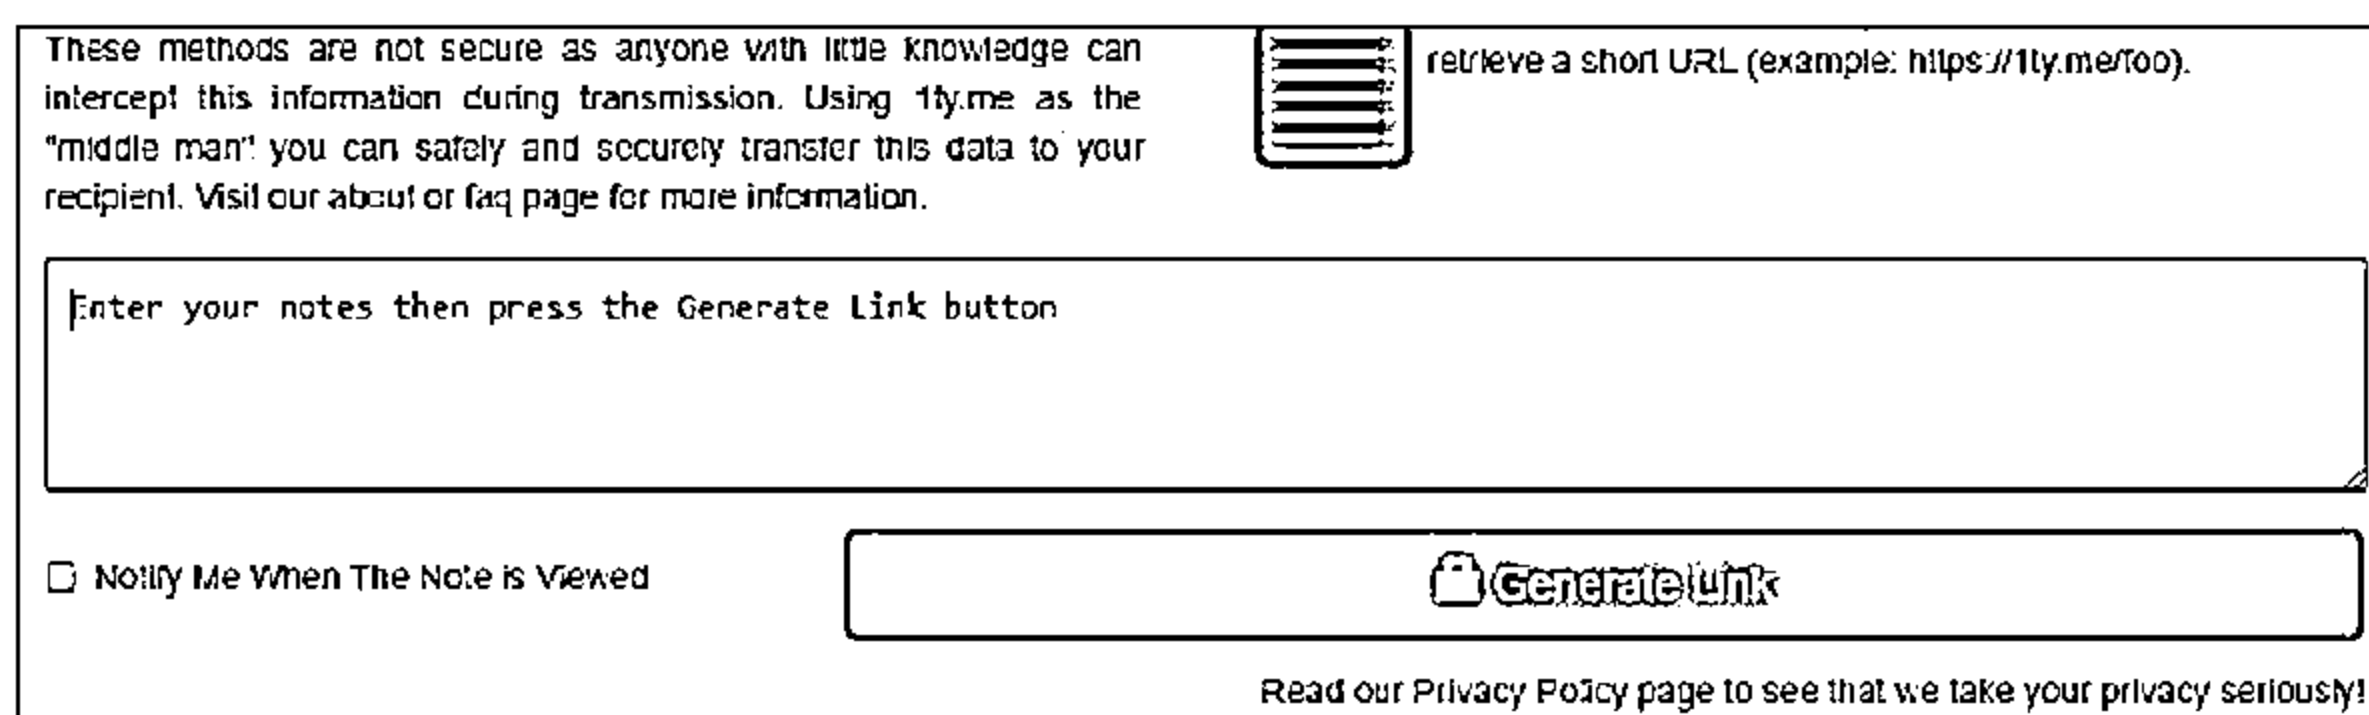 These methods are not secure as anyone with little knowledge can
intercept this information during transmission. Using 1ty.me as the
"middle man" you can safely and securely transfer this data to your
recipient. Visit our about or faq page for more information.
retrieve a short URL (example: https://1ty.me/foo).
Enter your notes then press the Generate Link button
Notify Me When The Note is Viewed
Generate Link
Read our Privacy Policy page to see that we take your privacy seriously!